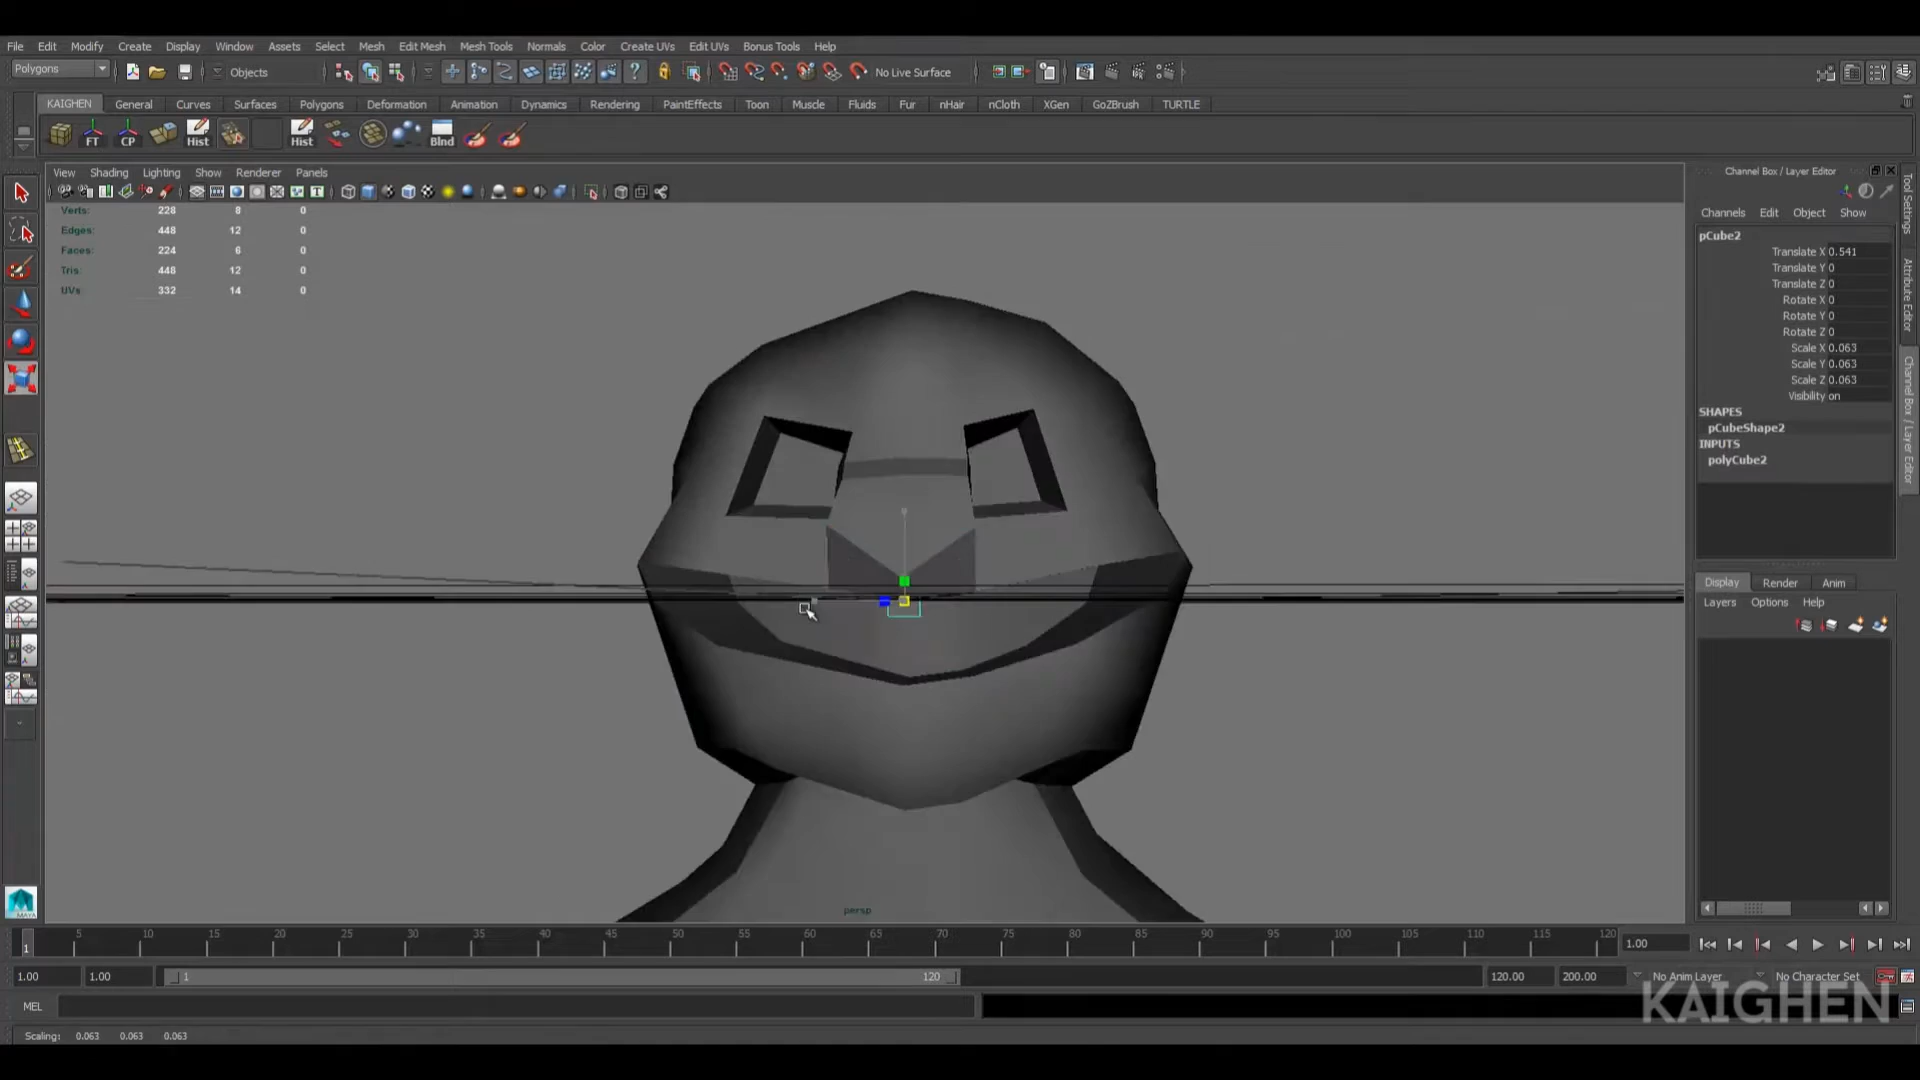 File Edit Modify Create Display Window Assets Select Mesh Edit Mesh Mesh Tools Normals Color Create UVs Edit UVs Bonus Tools Help
Polygons Objects No Live Surface
KAIGHEN General Curves Surfaces Polygons Deformation Animation Dynamics Rendering PaintEffects Toon Muscle Fluids Fur nHair nCloth XGen GoZBrush TURTLE
FT CP Hist Hist Blnd
View Shading Lighting Show Renderer Panels
Verts: 228 8 0
Edges: 448 12 0
Faces: 224 6 0
Tris: 448 12 0
UVs: 332 14 0
persp
Channel Box / Layer Editor
Channels Edit Object Show
pCube2
Translate X 0.541
Translate Y 0
Translate Z 0
Rotate X 0
Rotate Y 0
Rotate Z 0
Scale X 0.063
Scale Y 0.063
Scale Z 0.063
Visibility on
SHAPES
pCubeShape2
INPUTS
polyCube2
Display Render Anim
Layers Options Help
Tool Settings
Attribute Editor
Channel Box / Layer Editor
MAYA
1 5 10 15 20 25 30 35 40 45 50 55 60 65 70 75 80 85 90 95 100 105 110 115 120 1.00
1.00 1.00 1 120 120.00 200.00 No Anim Layer No Character Set
MEL
KAIGHEN
Scaling: 0.063 0.063 0.063